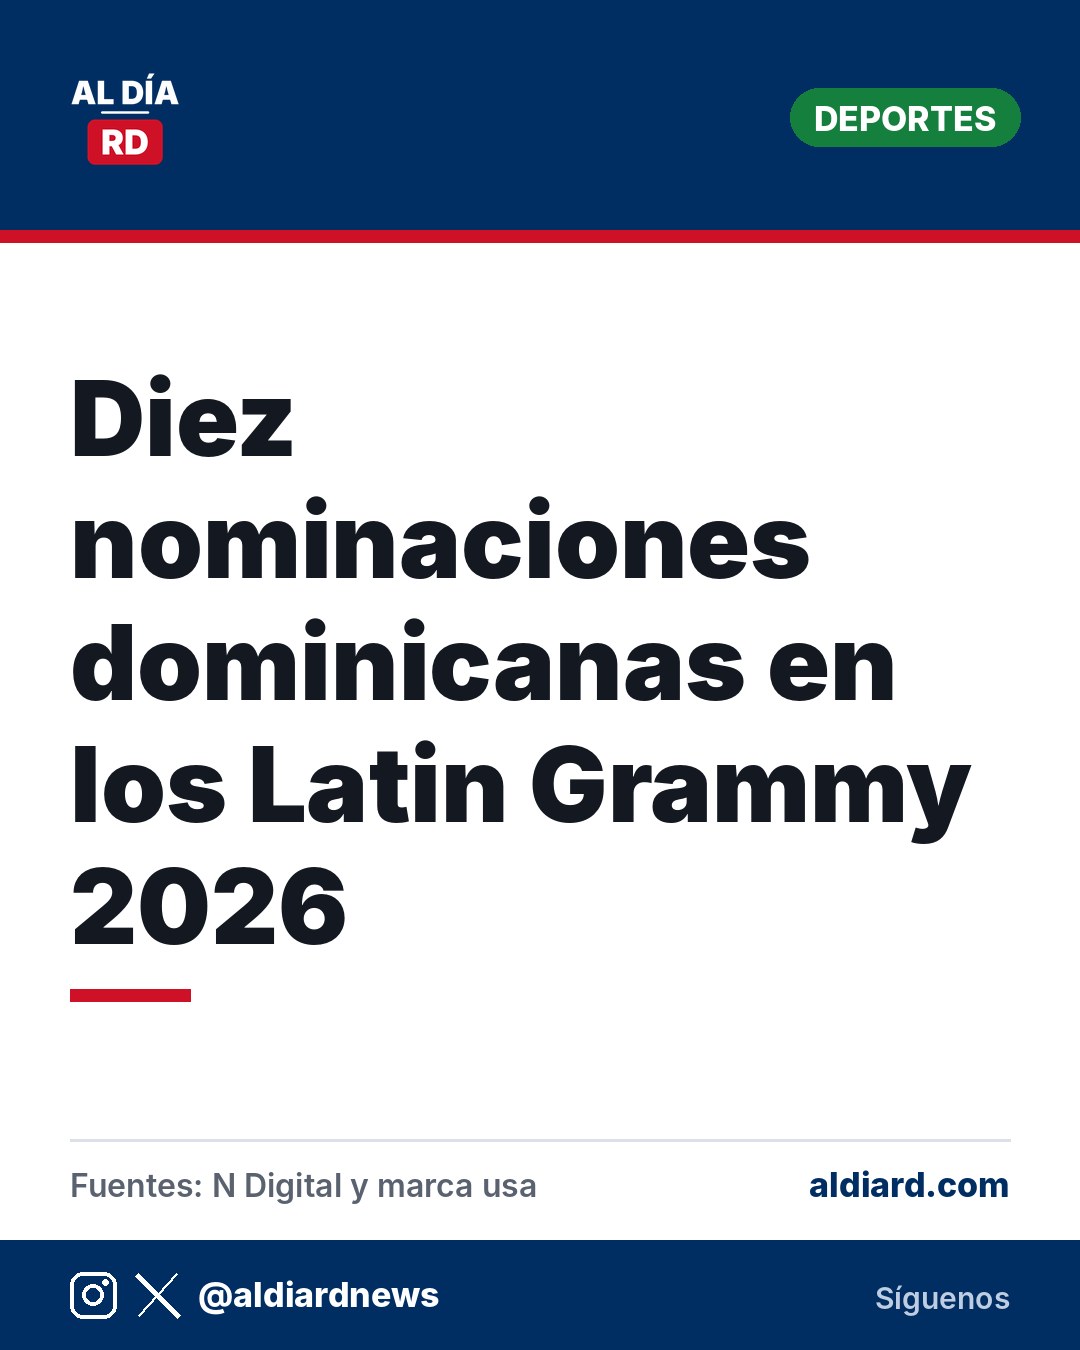 AL DÍA
RD
DEPORTES
Diez
nominaciones
dominicanas en
los Latin Grammy
2026
Fuentes: N Digital y marca usa
aldiard.com
@aldiardnews
Síguenos